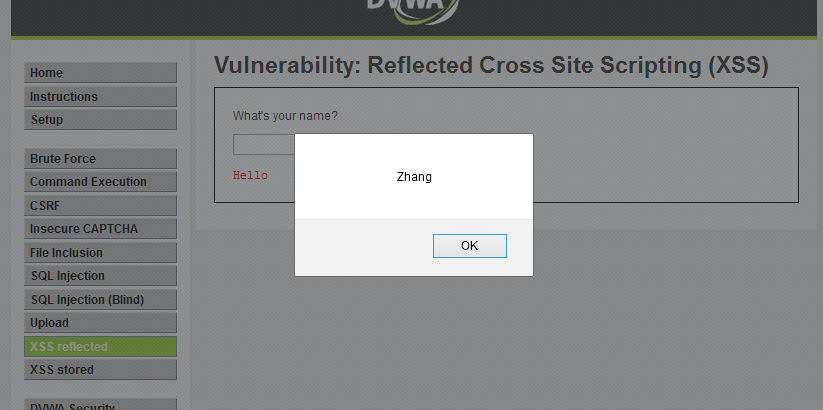 DVWA
Vulnerability: Reflected Cross Site Scripting (XSS)
Home
Instructions
Setup
Brute Force
Command Execution
CSRF
Insecure CAPTCHA
File Inclusion
SQL Injection
SQL Injection (Blind)
Upload
XSS reflected
XSS stored
DVWA Security
What's your name?
Hello
Zhang
OK